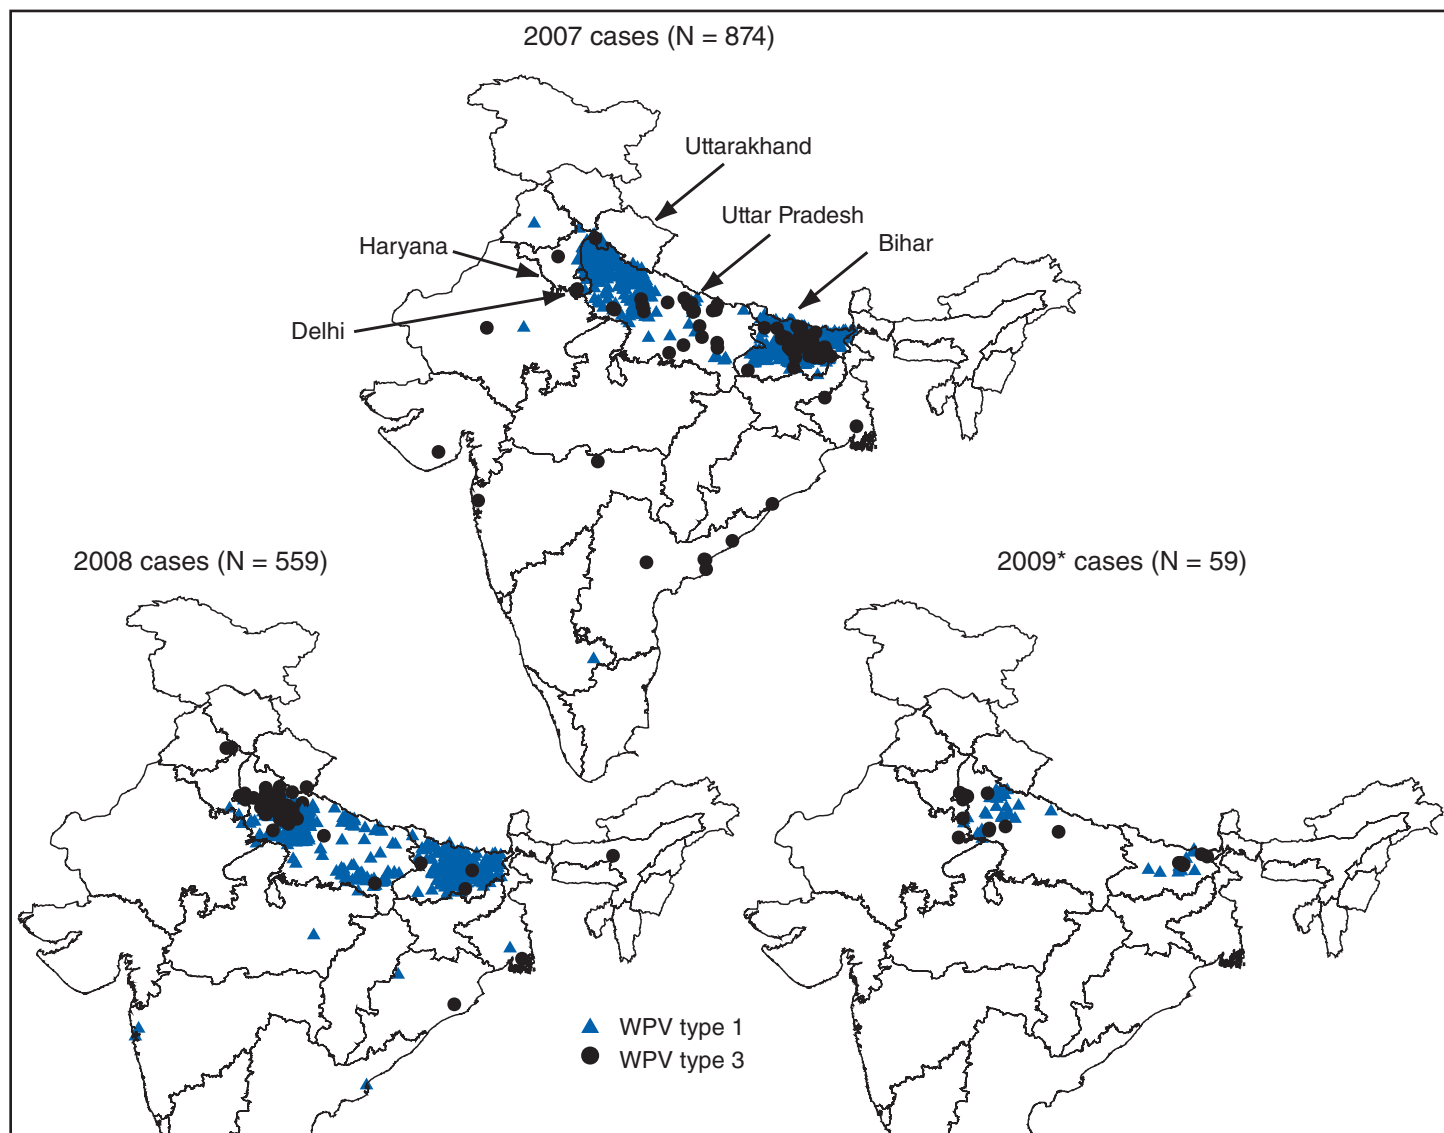 2007 cases (N = 874)
Uttarakhand
Uttar Pradesh
Haryana
Bihar
Delhi
2008 cases (N = 559)
2009* cases (N = 59)
WPV type 1
WPV type 3